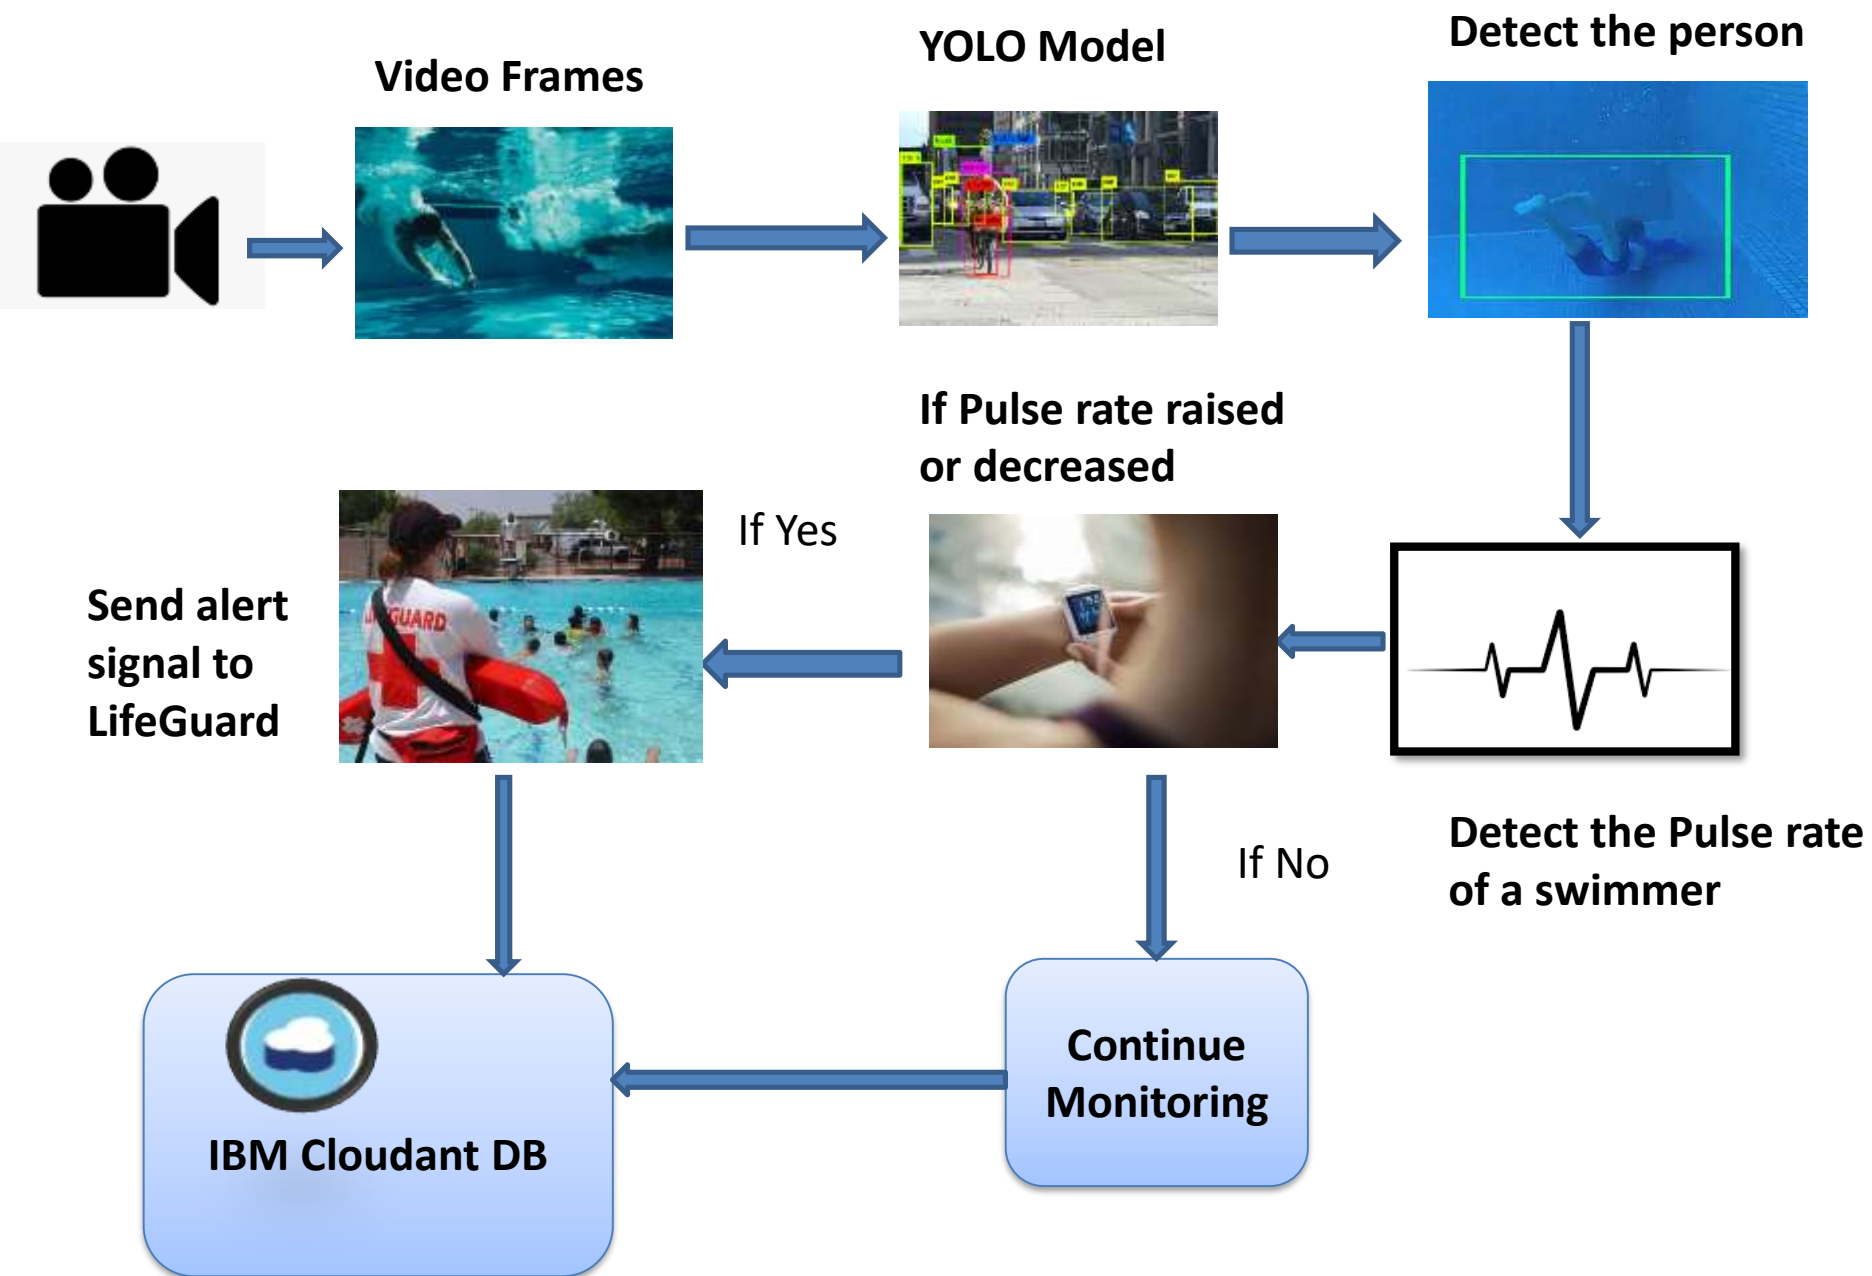 Video Frames
YOLO Model
Detect the person
If Pulse rate raised
or decreased
If Yes
Send alert
signal to
LifeGuard
LIFEGUARD
If No
Detect the Pulse rate
of a swimmer
Continue
Monitoring
IBM Cloudant DB